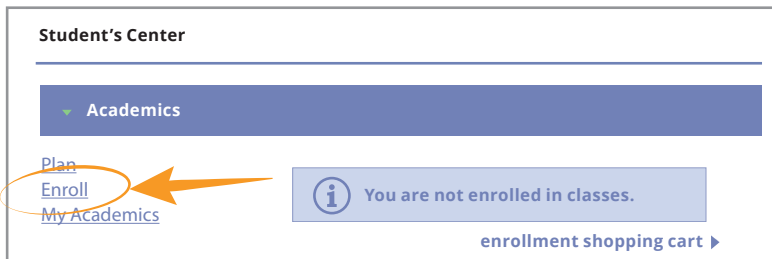 Student’s Center
Academics
Plan
Enroll
My Academics
You are not enrolled in classes.
enrollment shopping cart